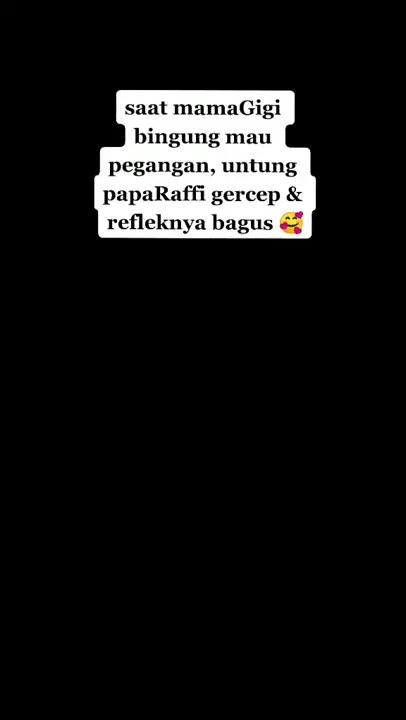 saat mamaGigi
bingung mau
pegangan, untung
papaRaffi gercep &
refleknya bagus 🥰